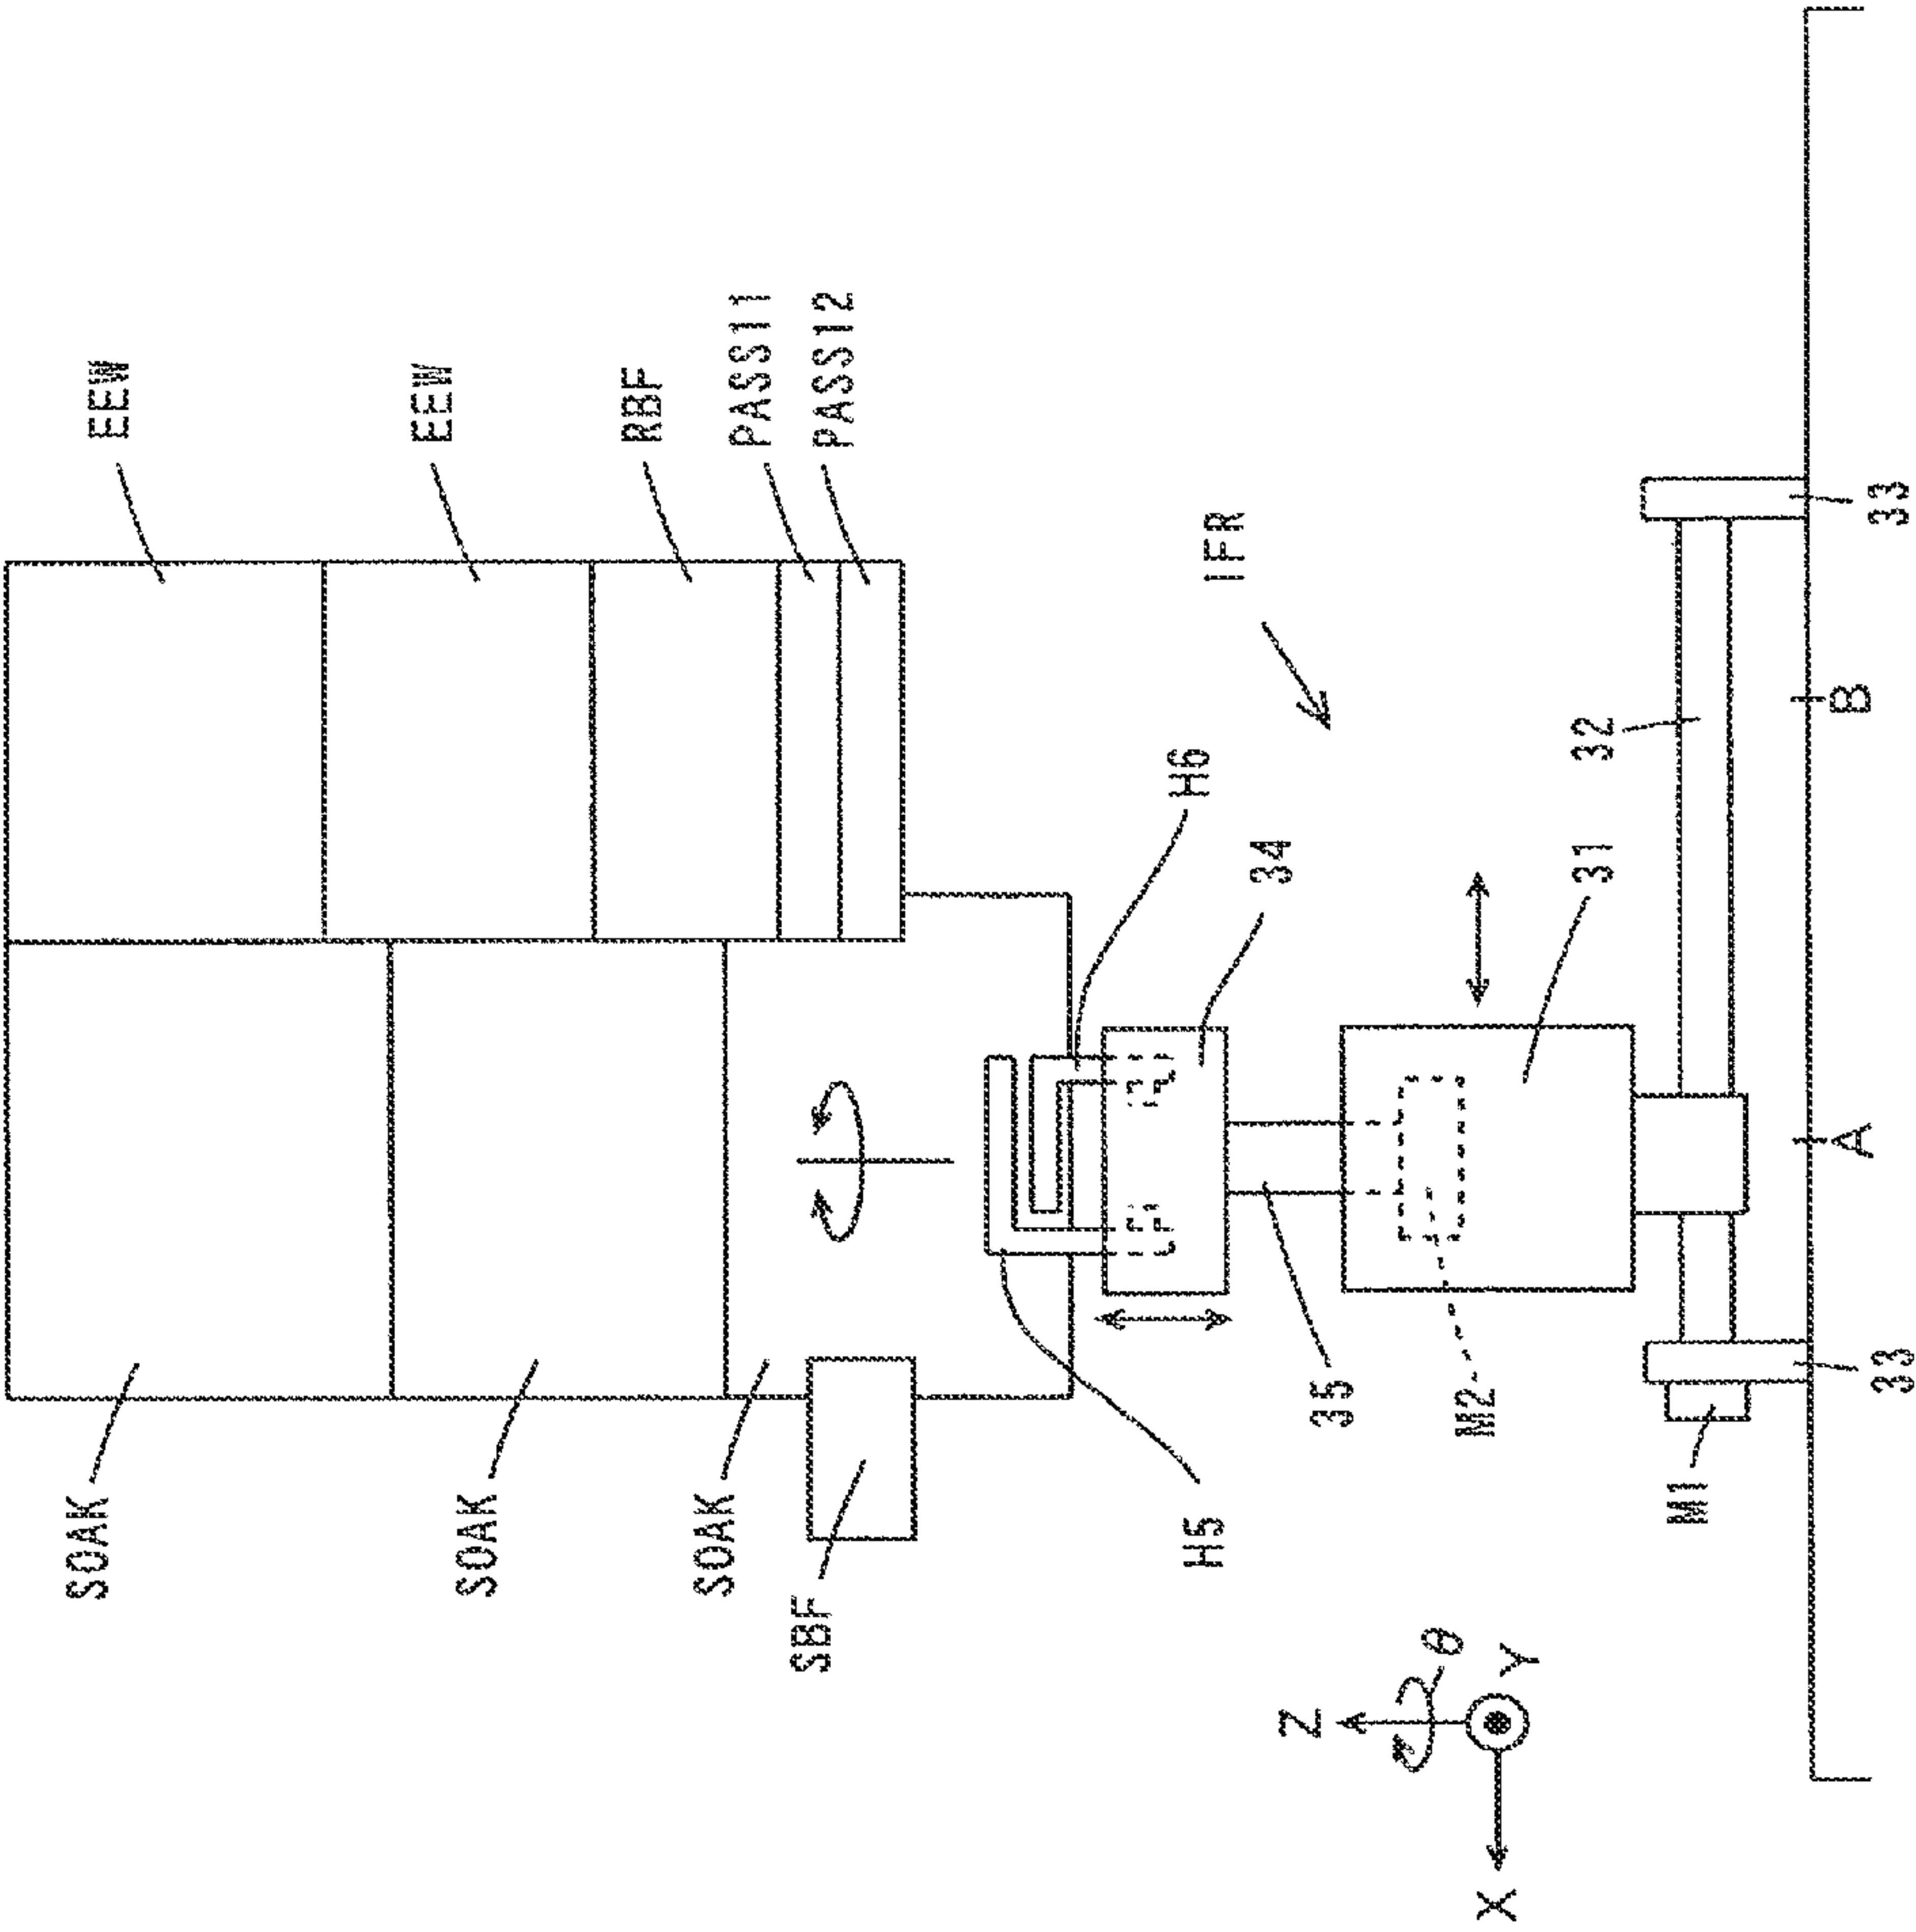 EEW
EEW
RBF
PASS11
PASS12
IFR
H6
34
32
31
33
B
A
SOAK
SOAK
SOAK
SBF
H5
35
M2
M1
33
Z
θ
Y
X